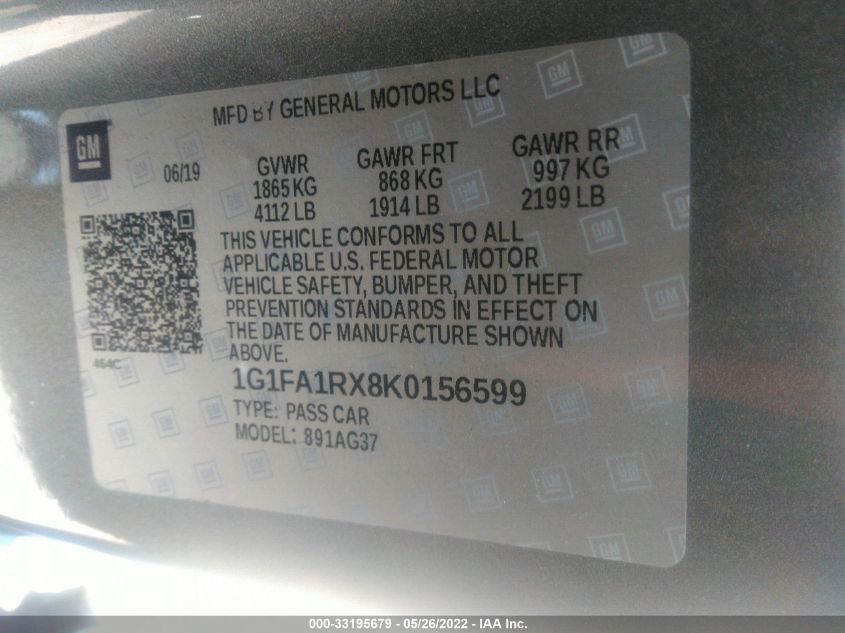 MFD BY GENERAL MOTORS LLC
GM
06/19
GVWR GAWR FRT GAWR RR
1865 KG 868 KG 997 KG
4112 LB 1914 LB 2199 LB
THIS VEHICLE CONFORMS TO ALL
APPLICABLE U.S. FEDERAL MOTOR
VEHICLE SAFETY, BUMPER, AND THEFT
PREVENTION STANDARDS IN EFFECT ON
THE DATE OF MANUFACTURE SHOWN
ABOVE.
464C
1G1FA1RX8K0156599
TYPE: PASS CAR
MODEL: 891AG37
000-33195679 - 05/26/2022 - IAA Inc.